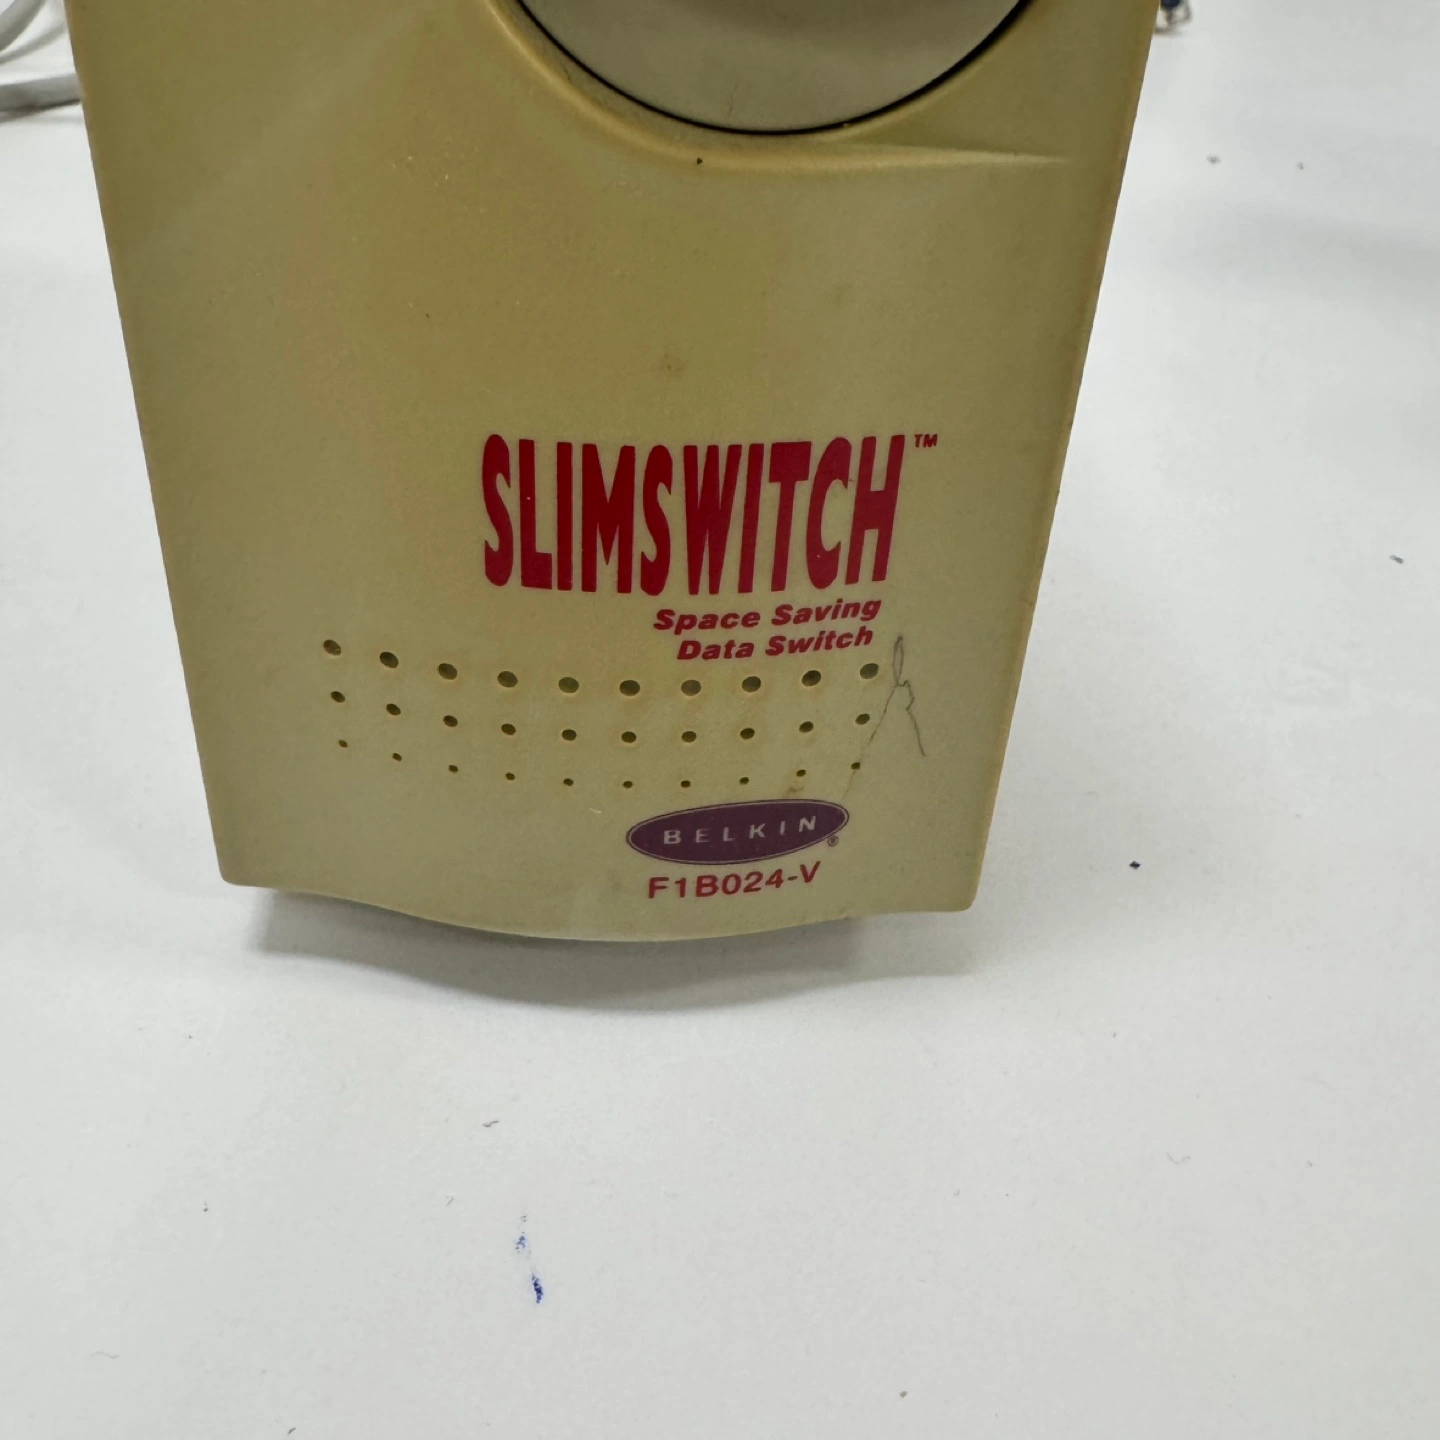 SLIMSWITCH™
Space Saving
Data Switch
BELKIN®
F1B024-V